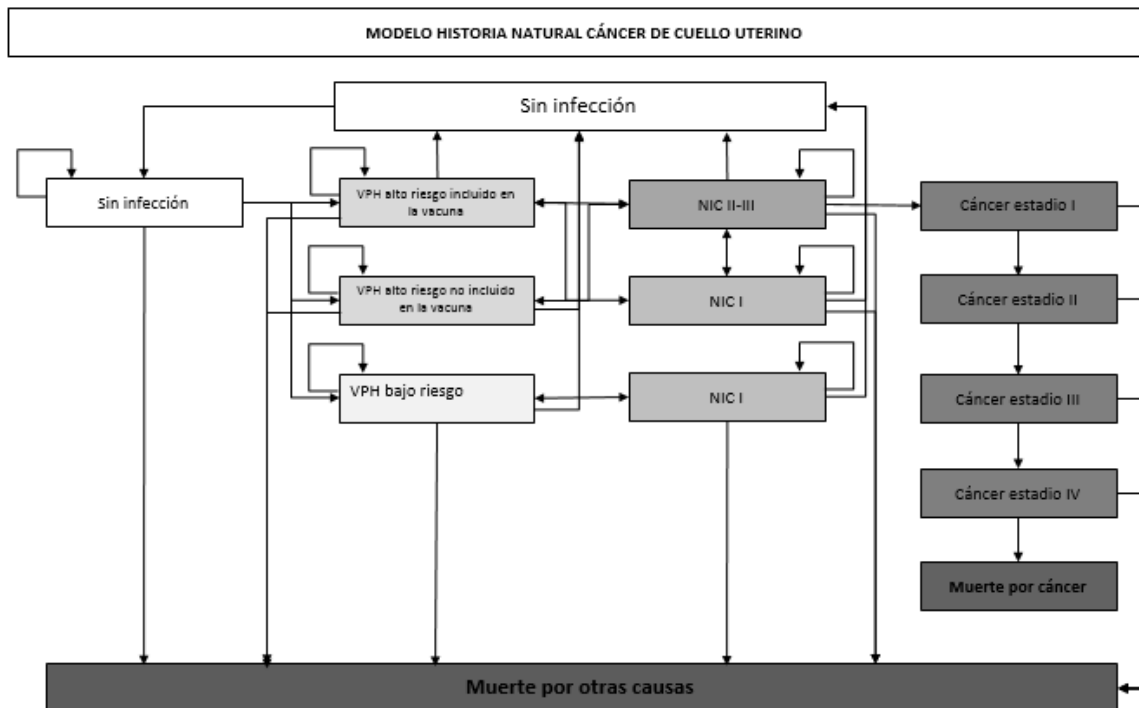 MODELO HISTORIA NATURAL CÁNCER DE CUELLO UTERINO
Sin infección
Sin infección
VPH alto riesgo incluido en
la vacuna
NIC II-III
Cáncer estadio I
VPH alto riesgo no incluido
en la vacuna
NIC I
Cáncer estadio II
VPH bajo riesgo
NIC I
Cáncer estadio III
Cáncer estadio IV
Muerte por cáncer
Muerte por otras causas